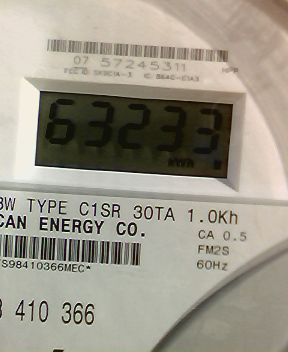 07 57245311
63233
kWh
3W TYPE C1SR 30TA 1.0Kh
CAN ENERGY CO.
CA 0.5
FM2S
60Hz
S98410366MEC*
410 366